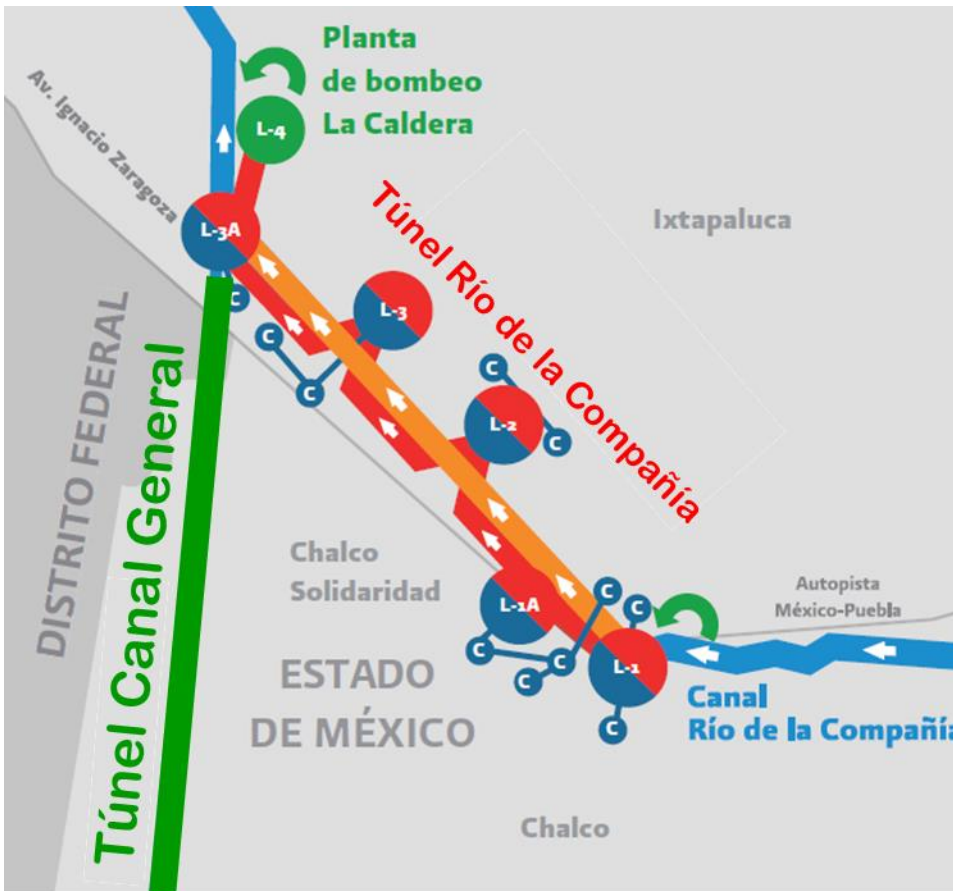 Planta
de bombeo
La Caldera
L-4
Av. Ignacio Zaragoza
L-3A
Túnel Río de la Compañía
Ixtapaluca
C
C
C
L-3
C
L-2
C
DISTRITO FEDERAL
Túnel Canal General
Chalco
Solidaridad
L-1A
C
C
Autopista
México-Puebla
C
C
C
L-1
C
ESTADO
DE MÉXICO
Canal
Río de la Compañía
Chalco